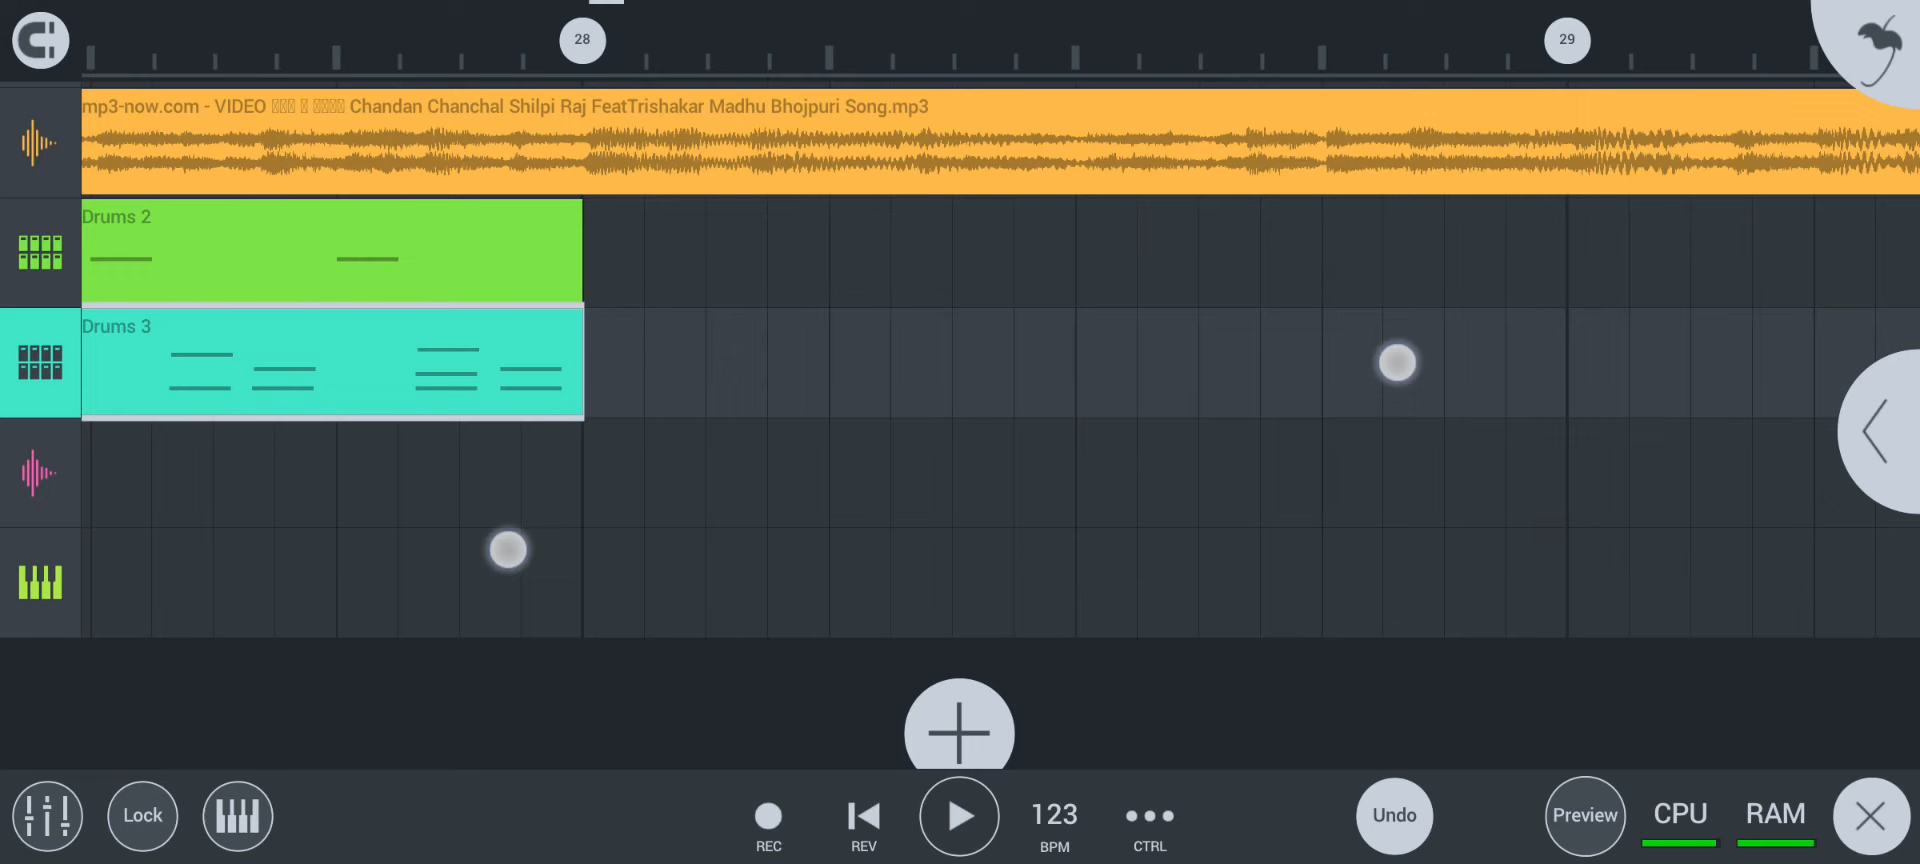 28
29
mp3-now.com - VIDEO Chandan Chanchal Shilpi Raj FeatTrishakar Madhu Bhojpuri Song.mp3
Drums 2
Drums 3
Lock
REC
REV
123
BPM
CTRL
Undo
Preview
CPU
RAM